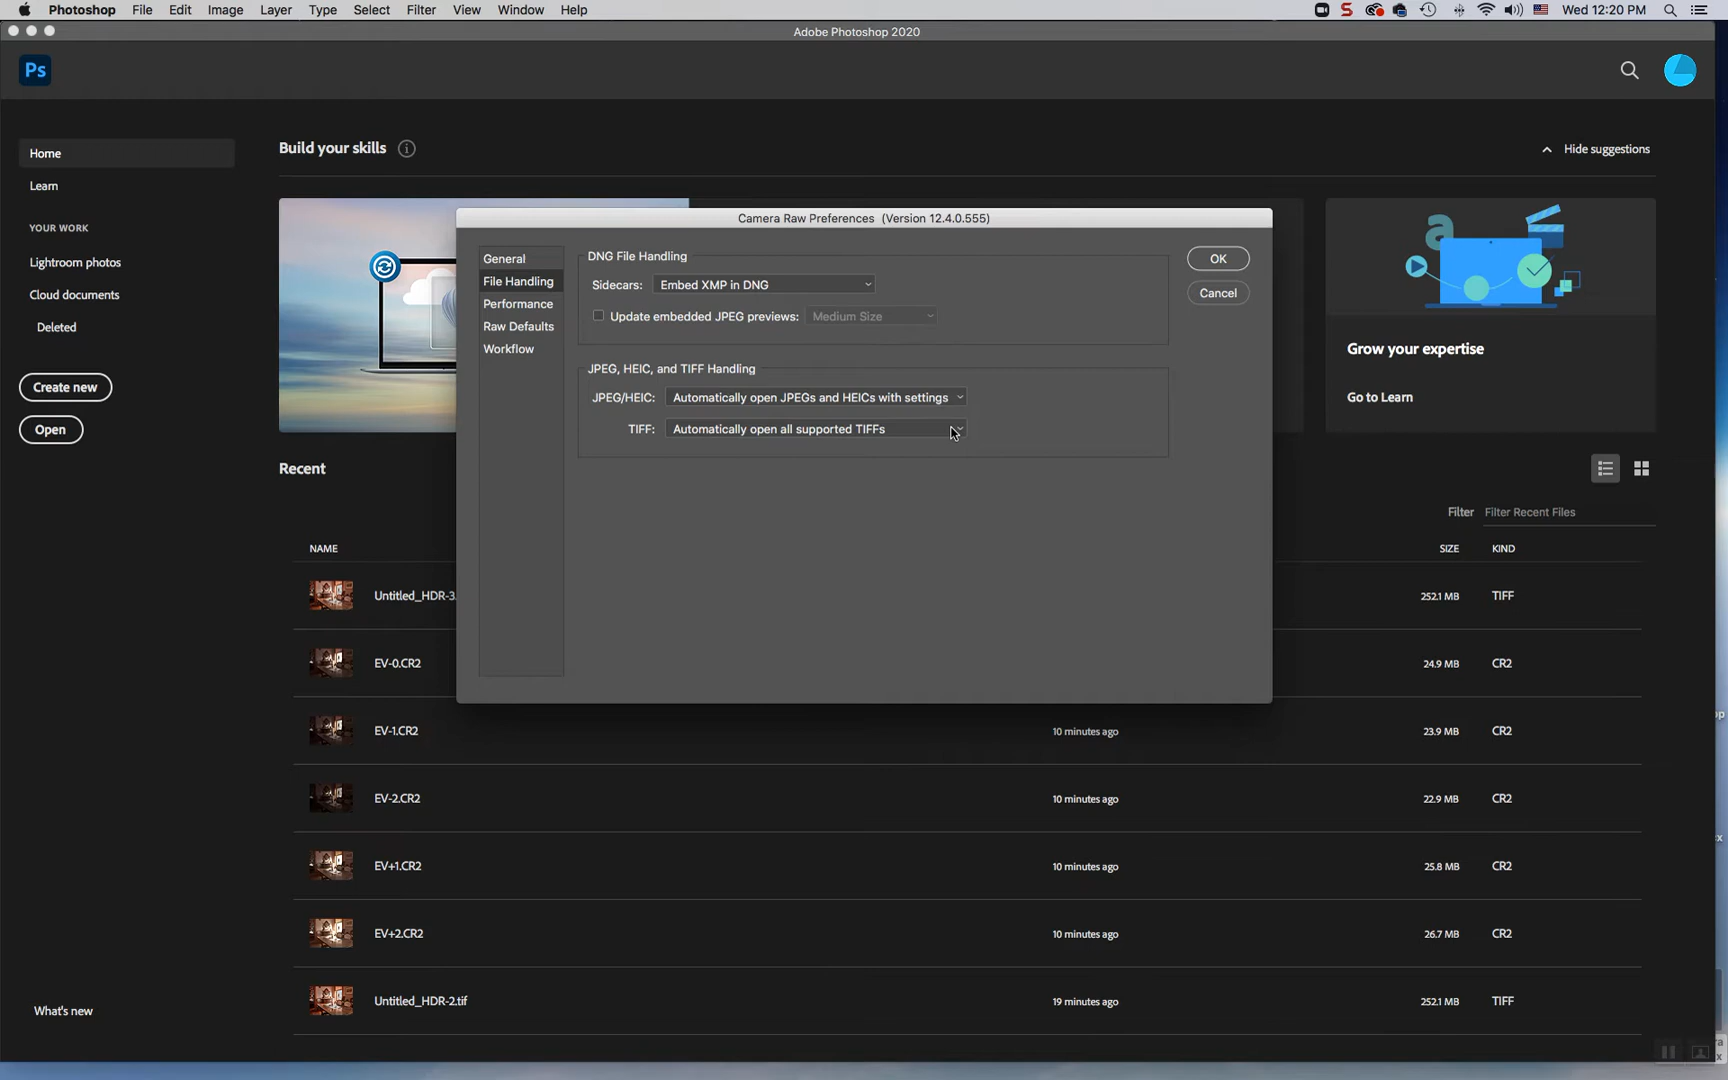 Photoshop File Edit Image Layer Type Select Filter View Window Help
S Wed 12:20 PM
Adobe Photoshop 2020
Ps
Home
Learn
YOUR WORK
Lightroom photos
Cloud documents
Deleted
Create new
Open
What's new
Build your skills
Hide suggestions
Camera Raw Preferences (Version 12.4.0.555)
General
File Handling
Performance
Raw Defaults
Workflow
DNG File Handling
Sidecars: Embed XMP in DNG
Update embedded JPEG previews: Medium Size
JPEG, HEIC, and TIFF Handling
JPEG/HEIC: Automatically open JPEGs and HEICs with settings
TIFF: Automatically open all supported TIFFs
OK
Cancel
Grow your expertise
Go to Learn
Recent
Filter Filter Recent Files
NAME SIZE KIND
Untitled_HDR-3. 252.1 MB TIFF
EV-0.CR2 24.9 MB CR2
EV-1.CR2 10 minutes ago 23.9 MB CR2
EV-2.CR2 10 minutes ago 22.9 MB CR2
EV+1.CR2 10 minutes ago 25.8 MB CR2
EV+2.CR2 10 minutes ago 26.7 MB CR2
Untitled_HDR-2.tif 19 minutes ago 252.1 MB TIFF